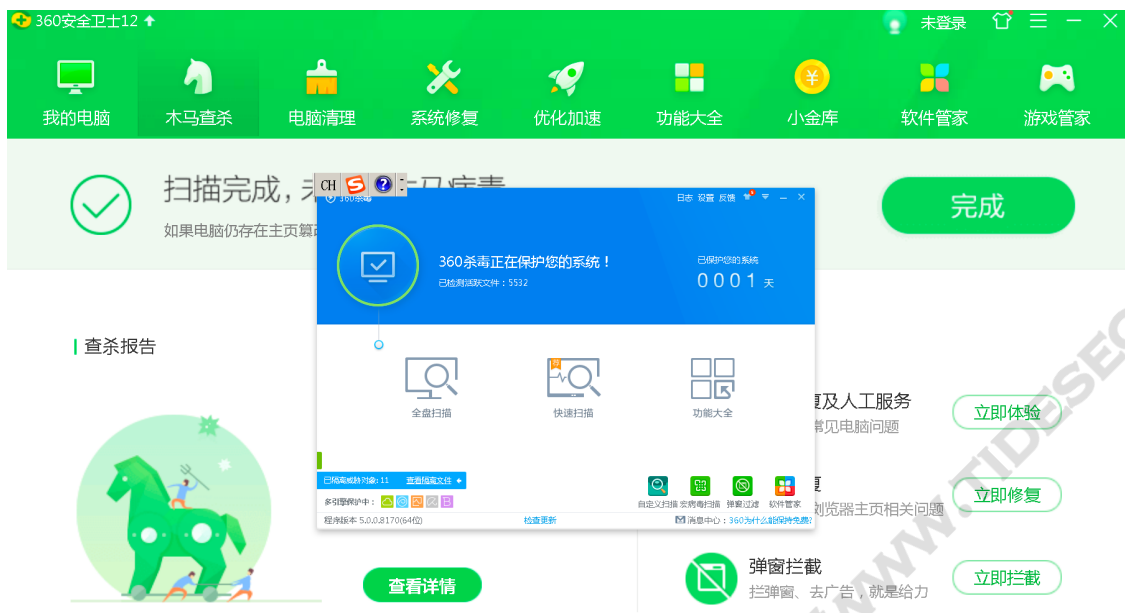 360安全卫士12
未登录
我的电脑
木马查杀
电脑清理
系统修复
优化加速
功能大全
小金库
软件管家
游戏管家
扫描完成,
完成
如果电脑仍存在主页篡
CH
360杀毒
日志 设置 反馈
360杀毒正在保护您的系统!
已检测活跃文件:5532
已保护您的系统
0001 天
查杀报告
全盘扫描
快速扫描
功能大全
复及人工服务
常见电脑问题
立即体验
已隔离威胁对象:11
查看隔离文件
多引擎保护中:
自定义扫描
宏病毒扫描
弹窗过滤
软件管家
程序版本 5.0.0.8170(64位)
检查更新
消息中心:360为什么能保持免费?
复
浏览器主页相关问题
立即修复
查看详情
弹窗拦截
拦弹窗、去广告,就是给力
立即拦截
WWW.TIDESEC